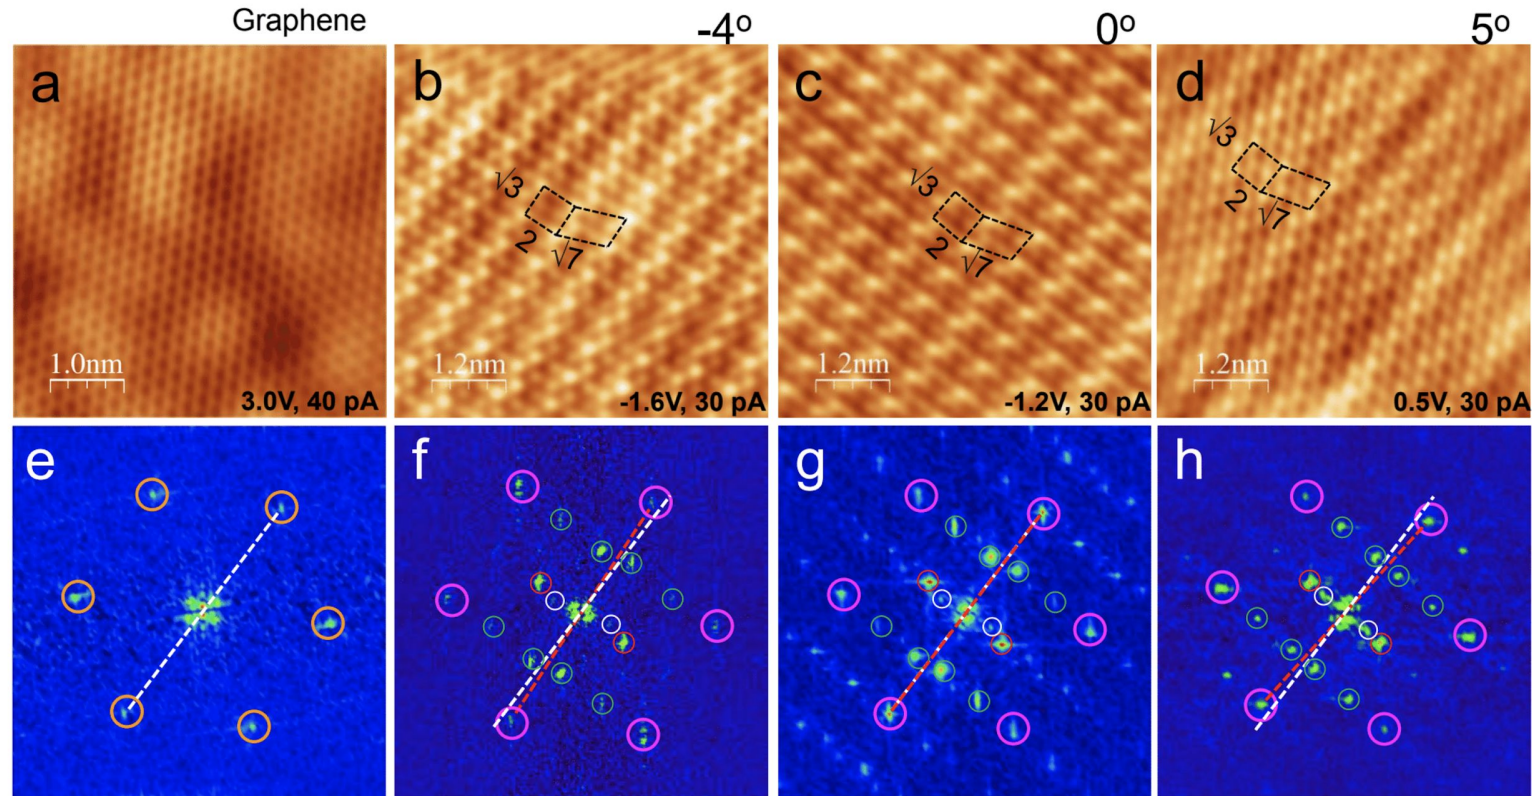 Graphene
-4°
0°
5°
a
b
c
d
√3
2
√7
√3
2
√7
√3
2
√7
1.0nm
1.2nm
1.2nm
1.2nm
3.0V, 40 pA
-1.6V, 30 pA
-1.2V, 30 pA
0.5V, 30 pA
e
f
g
h